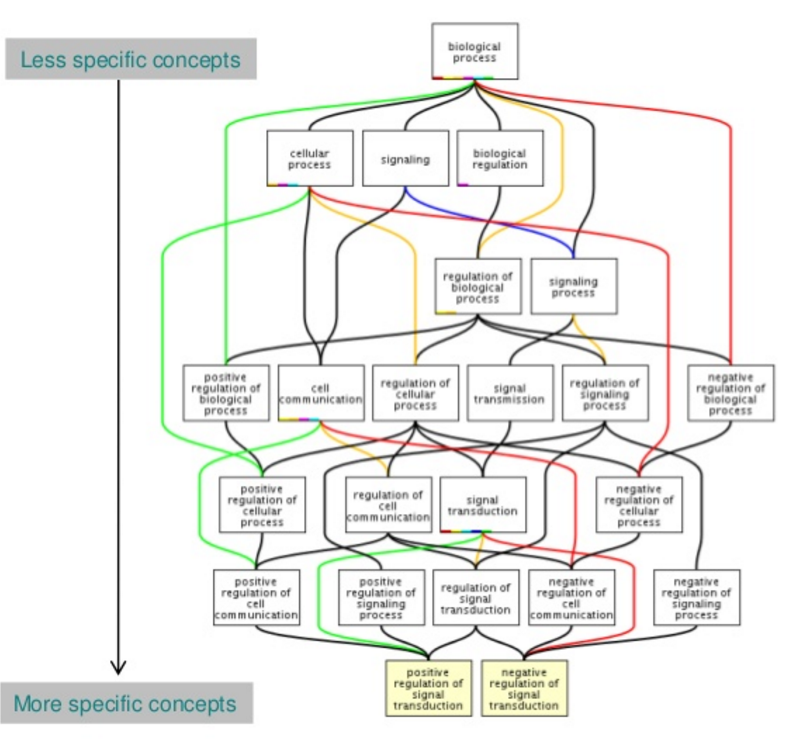 biological
process
Less specific concepts
cellular
process
signaling
biological
regulation
regulation of
biological
process
signaling
process
positive
regulation of
biological
process
cell
communication
regulation of
cellular
process
signal
transmission
regulation of
signaling
process
negative
regulation of
biological
process
positive
regulation of
cellular
process
regulation of
cell
communication
signal
transduction
negative
regulation of
cellular
process
positive
regulation of
cell
communication
positive
regulation of
signaling
process
regulation of
signal
transduction
negative
regulation of
cell
communication
negative
regulation of
signaling
process
More specific concepts
positive
regulation of
signal
transduction
negative
regulation of
signal
transduction